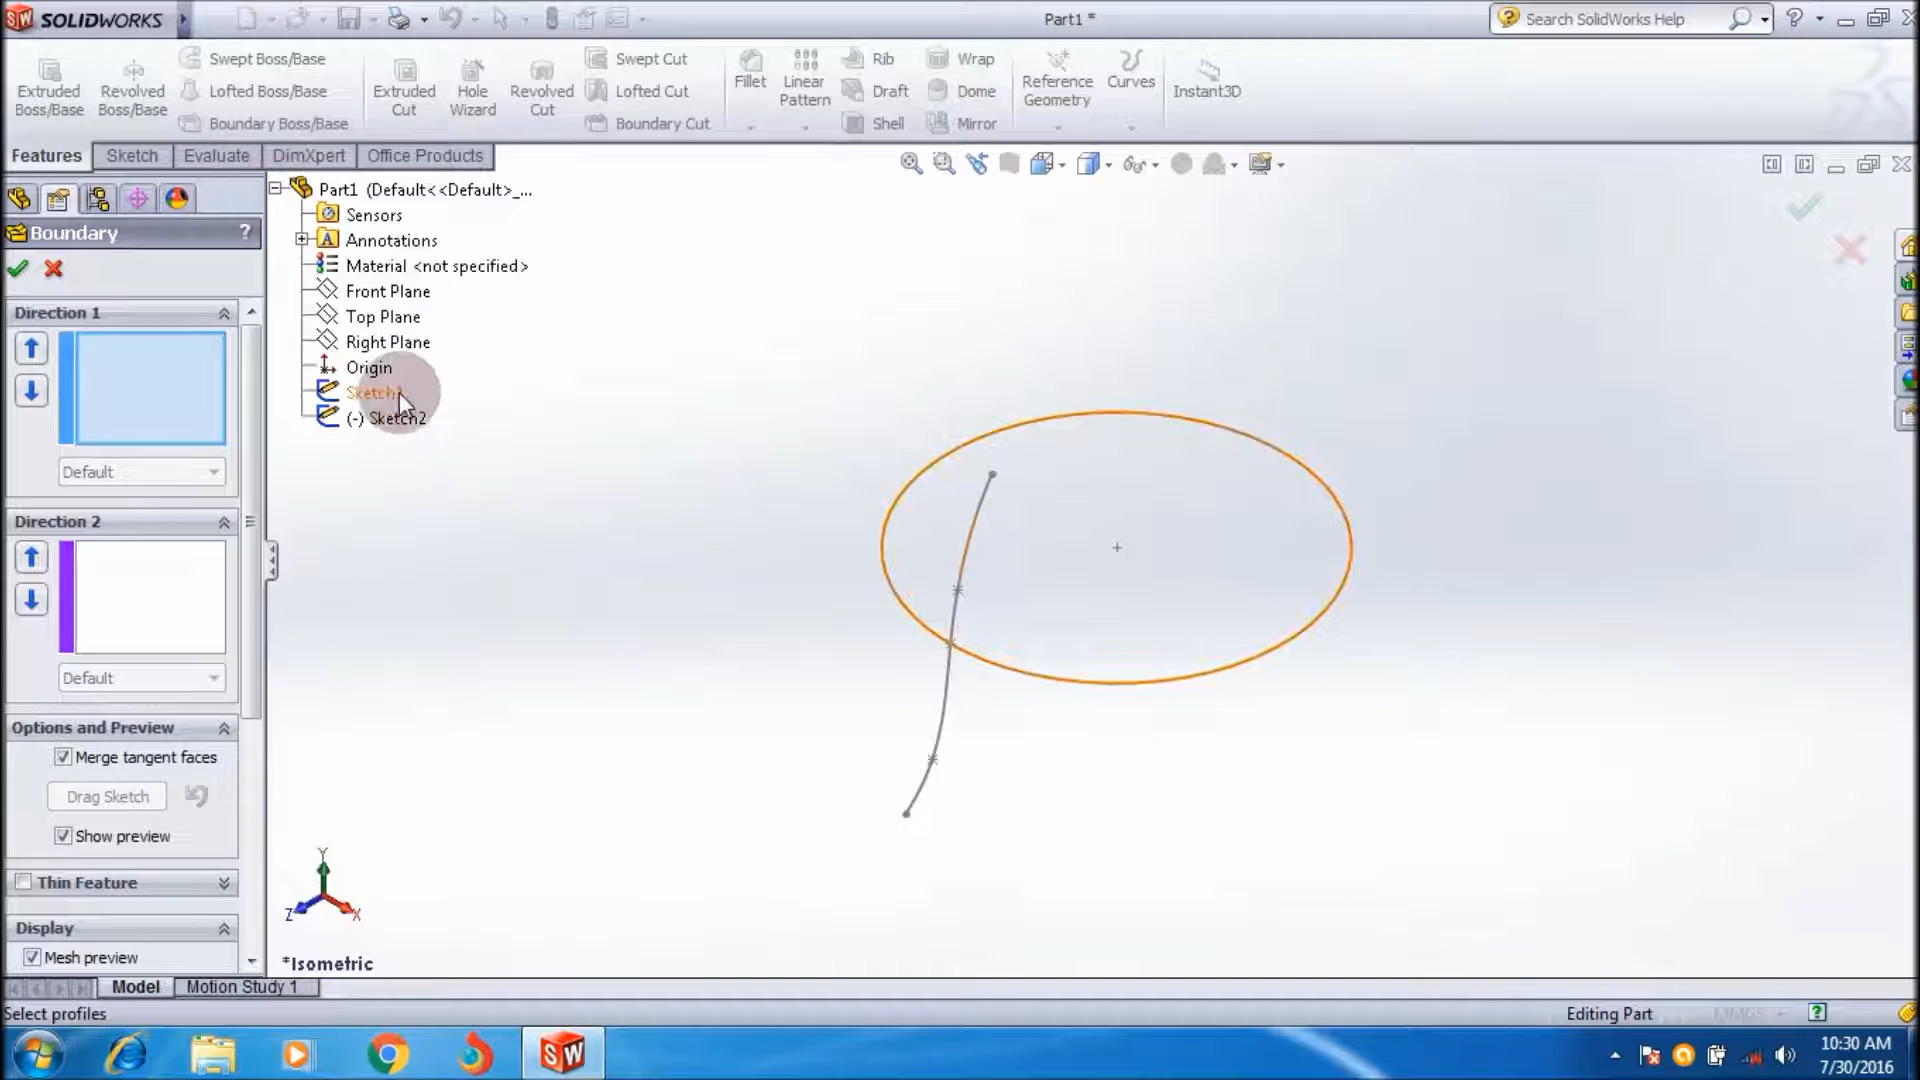 SOLIDWORKS
Part1 *
Search SolidWorks Help
Extruded Boss/Base
Revolved Boss/Base
Swept Boss/Base
Lofted Boss/Base
Boundary Boss/Base
Extruded Cut
Hole Wizard
Revolved Cut
Swept Cut
Lofted Cut
Boundary Cut
Fillet
Linear Pattern
Rib
Draft
Shell
Wrap
Dome
Mirror
Reference Geometry
Curves
Instant3D
Features
Sketch
Evaluate
DimXpert
Office Products
Boundary
?
Direction 1
Default
Direction 2
Default
Options and Preview
Merge tangent faces
Drag Sketch
Show preview
Thin Feature
Display
Mesh preview
Part1 (Default<<Default>_...
Sensors
Annotations
Material <not specified>
Front Plane
Top Plane
Right Plane
Origin
(-) Sketch2
Y
Z
X
*Isometric
Model
Motion Study 1
Select profiles
Editing Part
10:30 AM
7/30/2016